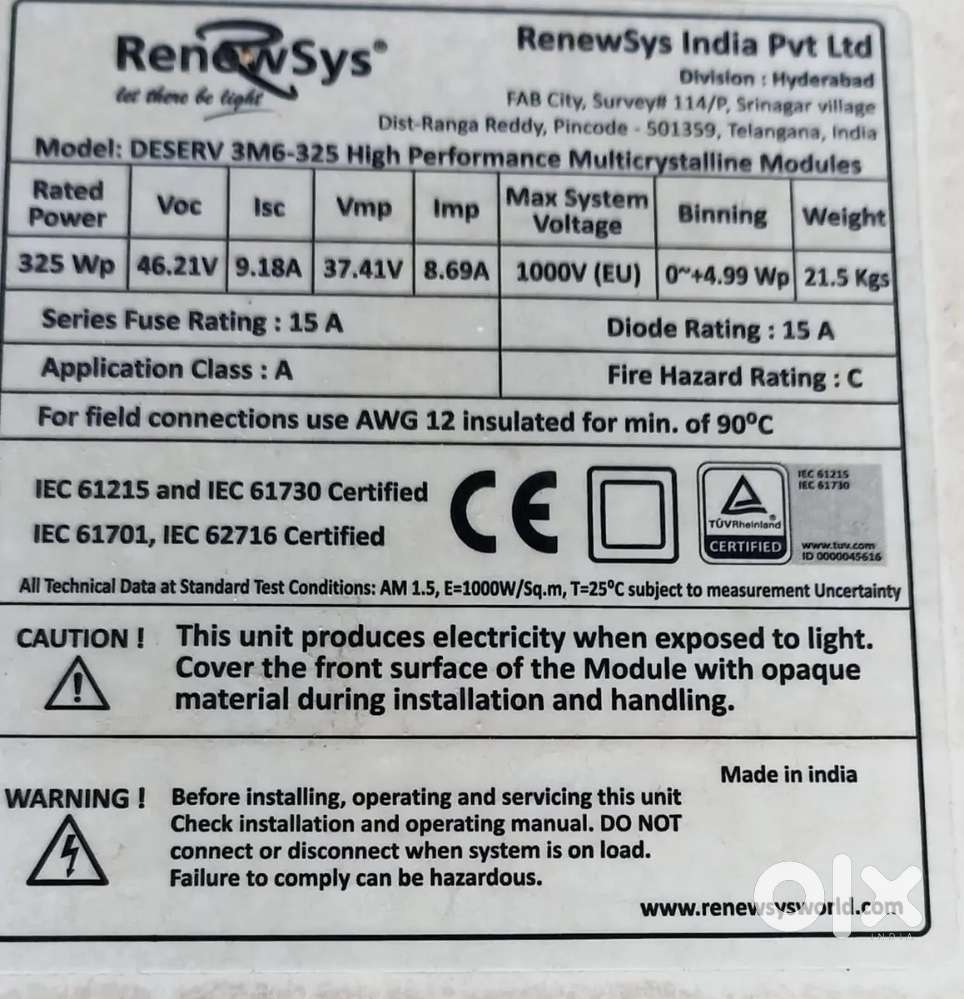 RenewSys®
let there be light
RenewSys India Pvt Ltd
Division : Hyderabad
FAB City, Survey# 114/P, Srinagar village
Dist-Ranga Reddy, Pincode - 501359, Telangana, India
Model: DESERV 3M6-325 High Performance Multicrystalline Modules
Rated Power Voc Isc Vmp Imp Max System Voltage Binning Weight
325 Wp 46.21V 9.18A 37.41V 8.69A 1000V (EU) 0~+4.99 Wp 21.5 Kgs
Series Fuse Rating : 15 A Diode Rating : 15 A
Application Class : A Fire Hazard Rating : C
For field connections use AWG 12 insulated for min. of 90⁰C
IEC 61215 and IEC 61730 Certified
IEC 61701, IEC 62716 Certified
CE
TÜVRheinland®
CERTIFIED
IEC 61215
IEC 61730
www.tuv.com
ID 0000045616
All Technical Data at Standard Test Conditions: AM 1.5, E=1000W/Sq.m, T=25⁰C subject to measurement Uncertainty
CAUTION ! This unit produces electricity when exposed to light.
Cover the front surface of the Module with opaque
material during installation and handling.
Made in india
WARNING ! Before installing, operating and servicing this unit
Check installation and operating manual. DO NOT
connect or disconnect when system is on load.
Failure to comply can be hazardous.
www.renewsysworld.com
olx
INDIA